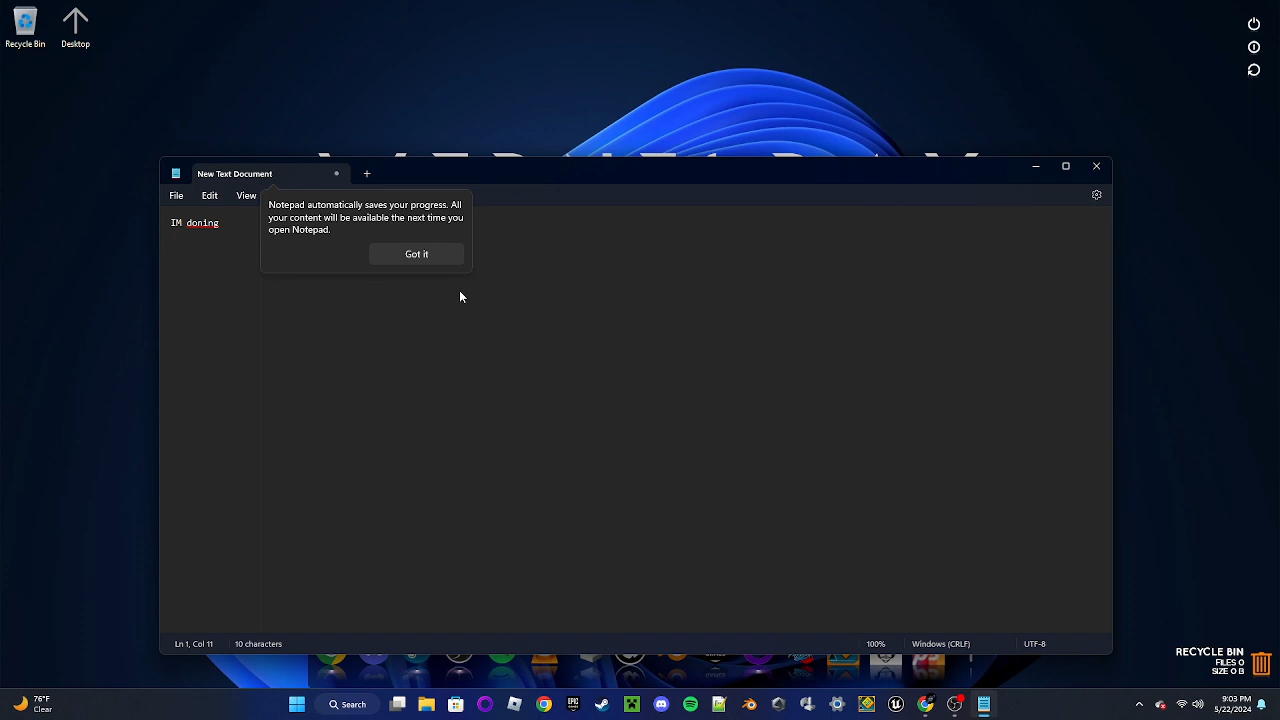 Recycle Bin
Desktop
New Text Document
File Edit View
Notepad automatically saves your progress. All
your content will be available the next time you
open Notepad.
Got it
IM doning
Ln 1, Col 11 10 characters 100% Windows (CRLF) UTF-8
RECYCLE BIN
FILES 0
SIZE 0 B
76°F
Clear
Search
EPIC
9:03 PM
5/22/2024